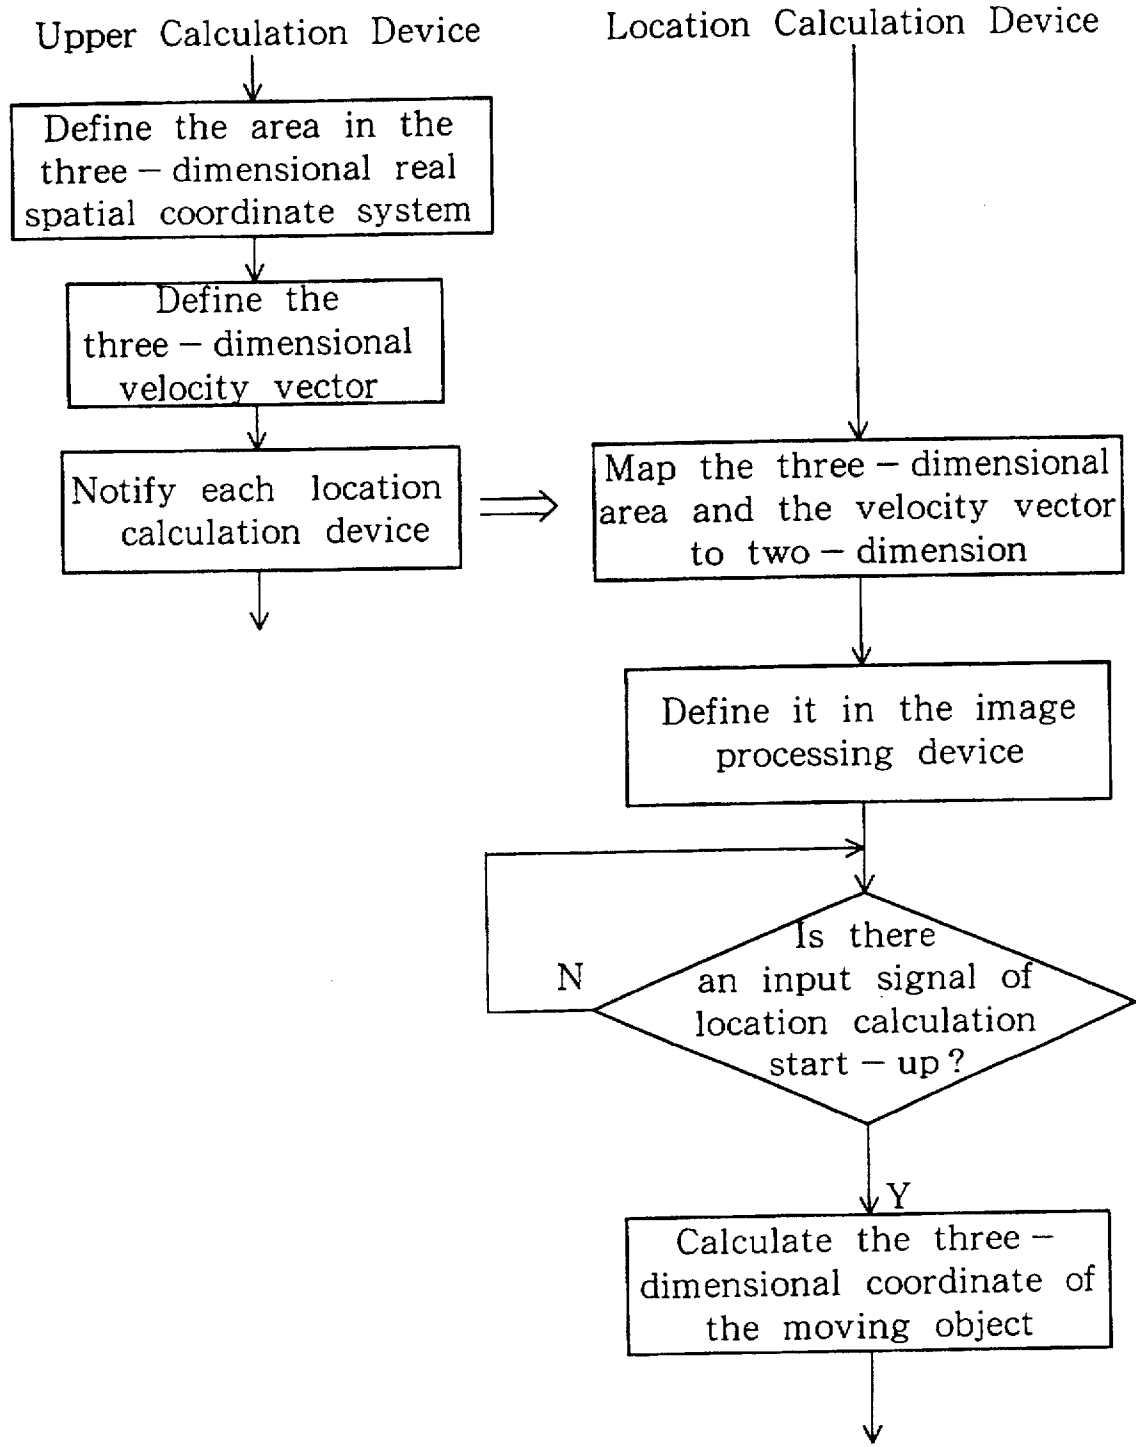 Upper Calculation Device
Define the area in the
three - dimensional real
spatial coordinate system
Define the
three - dimensional
velocity vector
Notify each location
calculation device
Location Calculation Device
Map the three - dimensional
area and the velocity vector
to two - dimension
Define it in the image
processing device
Is there
an input signal of
location calculation
start - up ?
N
Y
Calculate the three -
dimensional coordinate of
the moving object